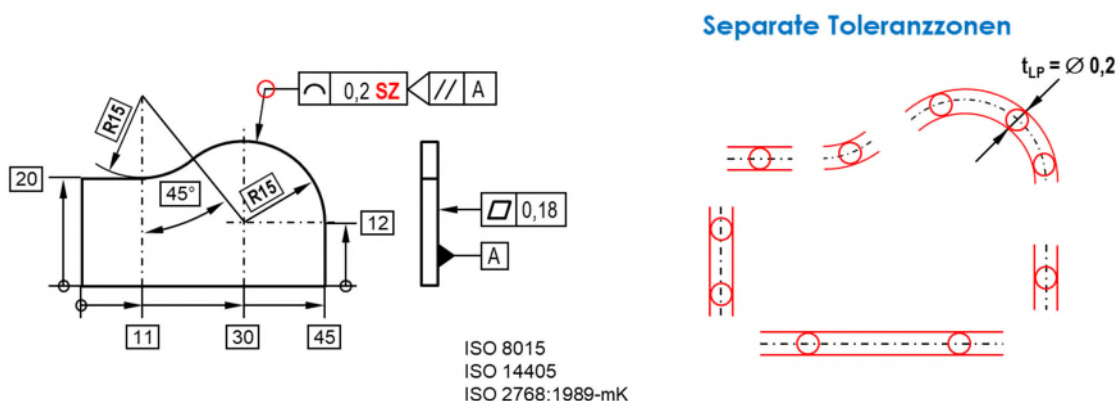 Separate Toleranzzonen
t_LP = Ø 0,2
⌒ 0,2 SZ // A
R15
20
45°
R15
12
▱ 0,18
A
11 30 45
ISO 8015
ISO 14405
ISO 2768:1989-mK